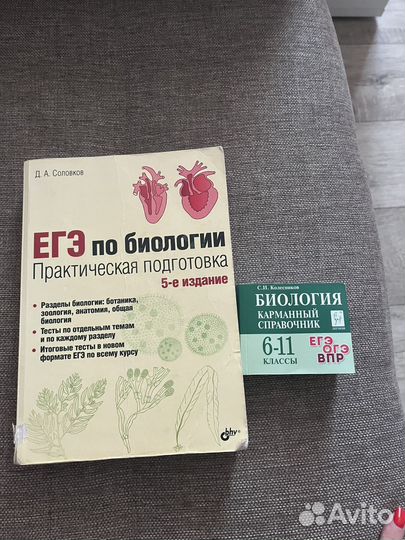 Д. А. Соловков
ЕГЭ по биологии
Практическая подготовка
5-е издание
• Разделы биологии: ботаника,
зоология, анатомия, общая
биология
• Тесты по отдельным темам
и по каждому разделу
• Итоговые тесты в новом
формате ЕГЭ по всему курсу
bhv®
С.И. Колесников
БИОЛОГИЯ
КАРМАННЫЙ
СПРАВОЧНИК
6-11
КЛАССЫ
ЕГЭ
ОГЭ
ВПР
Avito